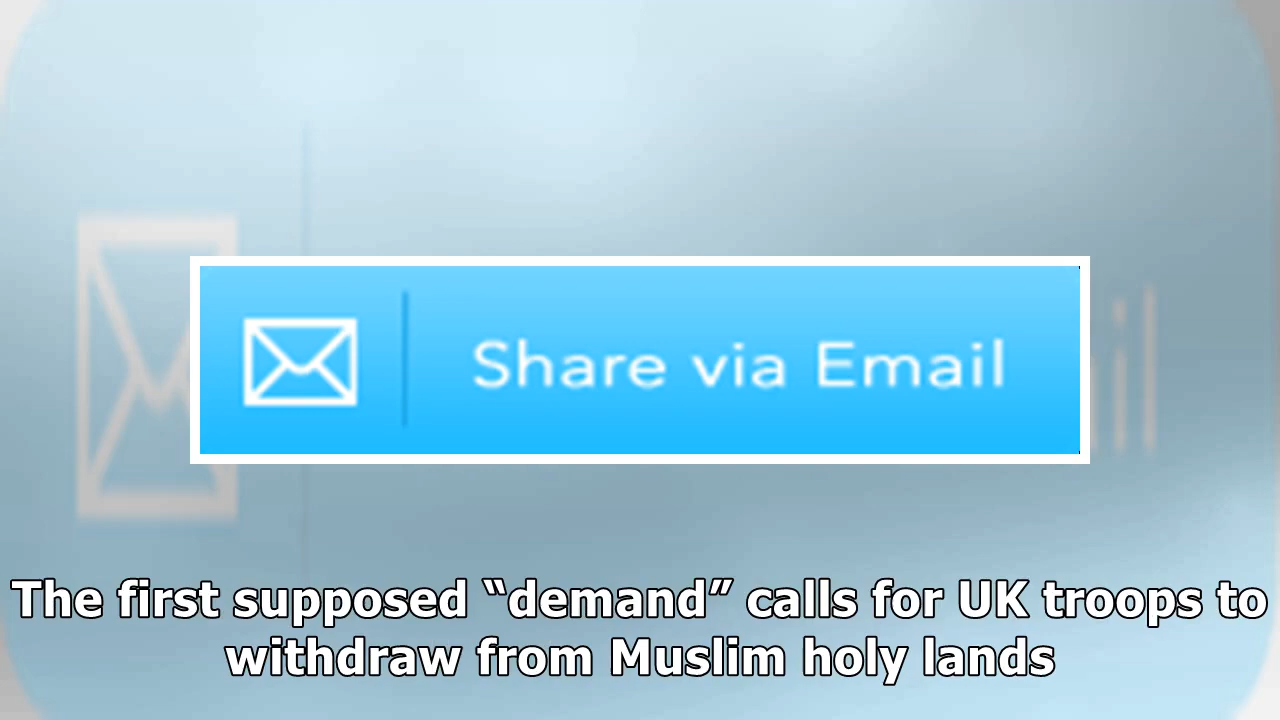 Share via Email
The first supposed “demand” calls for UK troops to
withdraw from Muslim holy lands